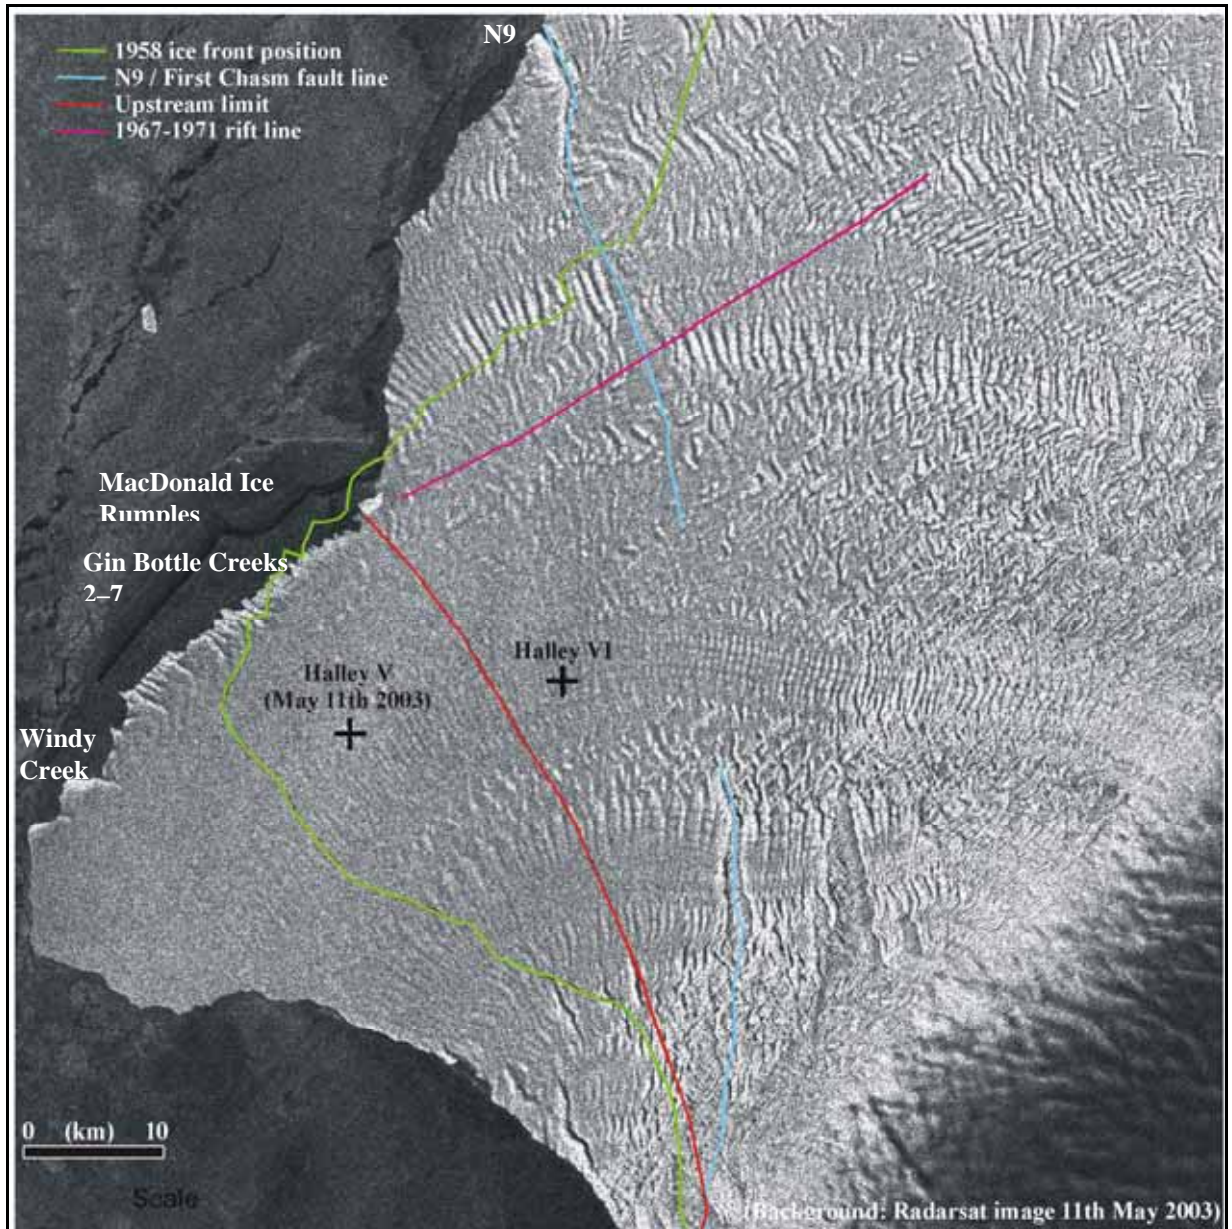 N9
1958 ice front position
N9 / First Chasm fault line
Upstream limit
1967-1971 rift line
MacDonald Ice
Rumples
Gin Bottle Creeks
2–7
Halley VI
Halley V
(May 11th 2003)
Windy
Creek
0 (km) 10
Scale
(Background: Radarsat image 11th May 2003)